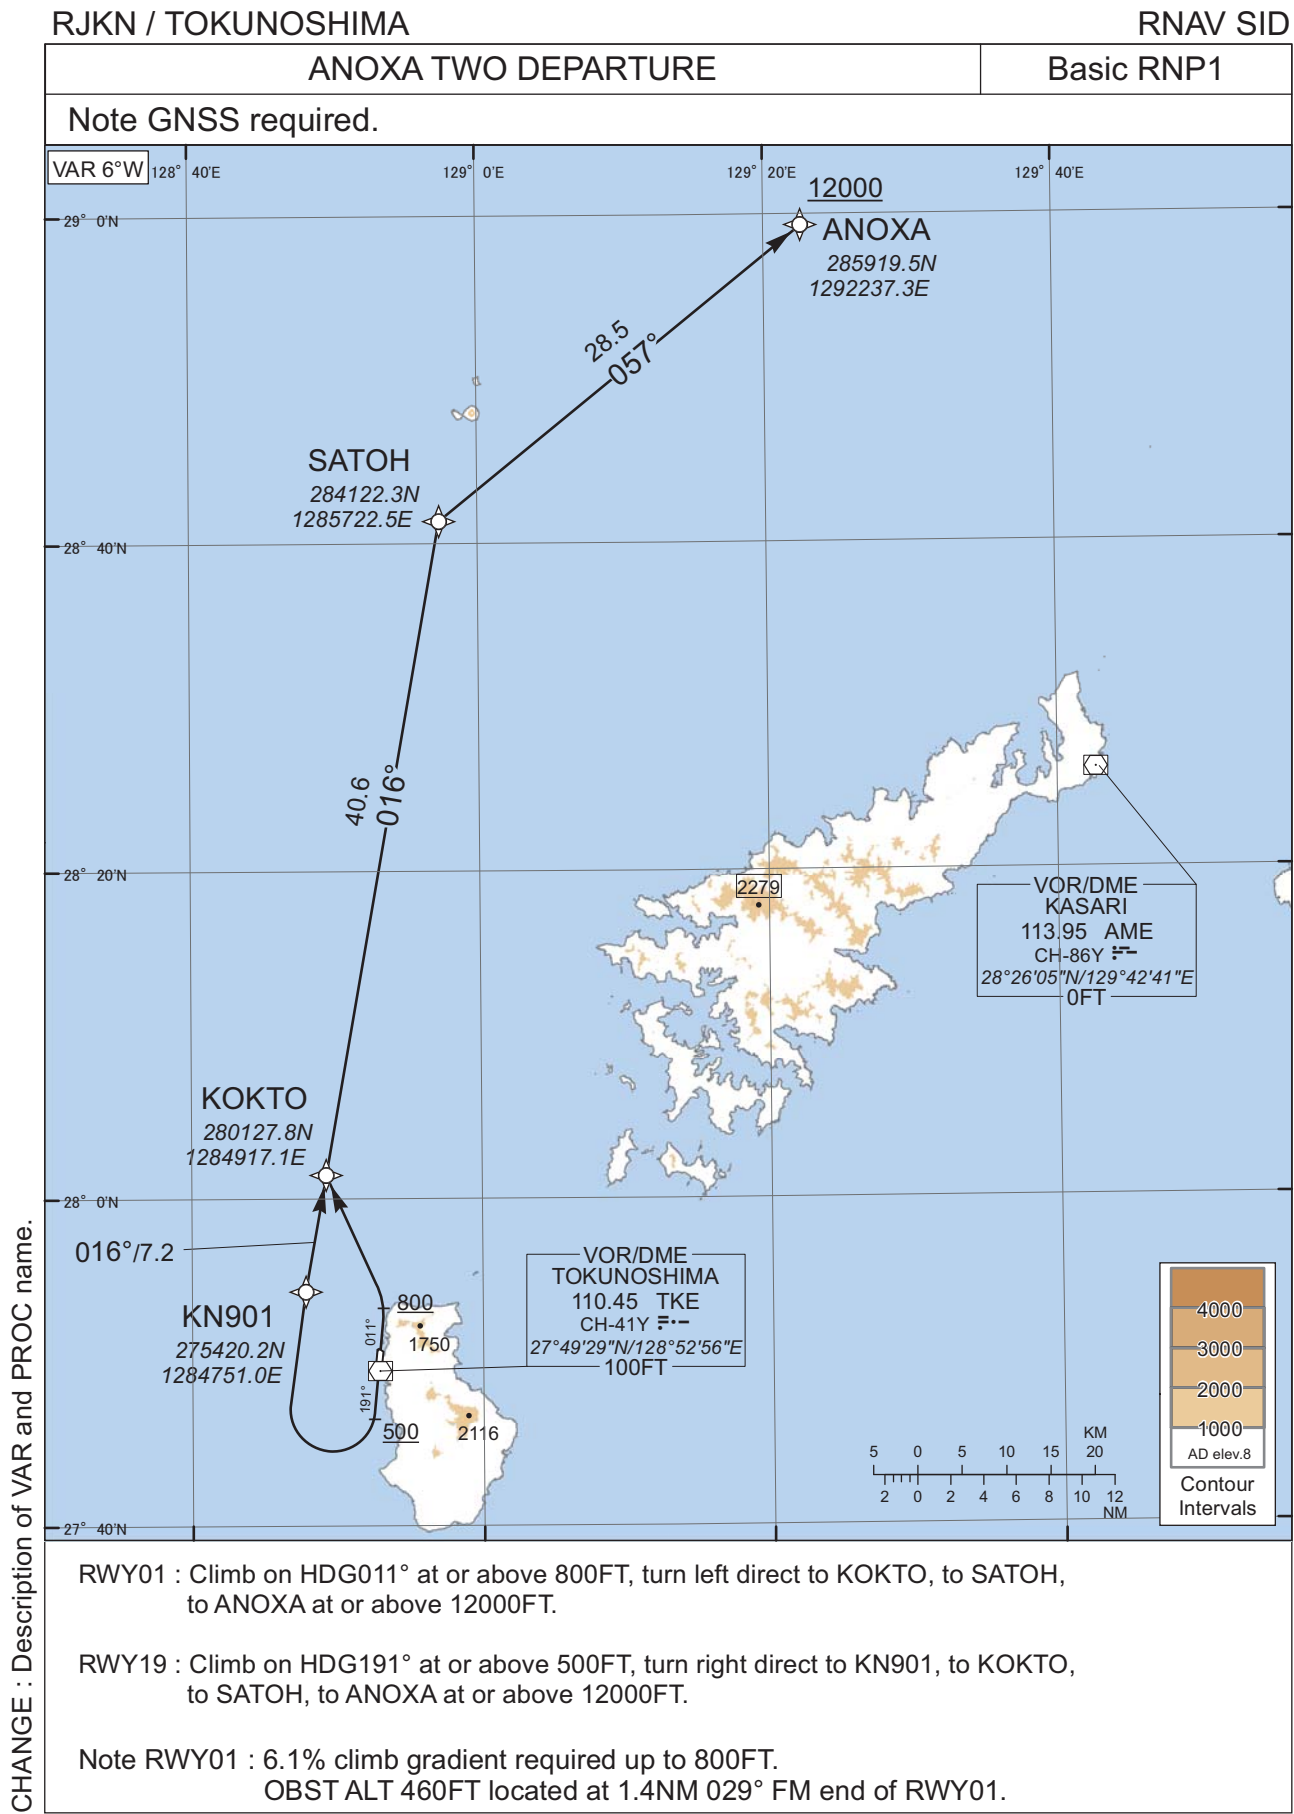 RJKN / TOKUNOSHIMA
RNAV SID
ANOXA TWO DEPARTURE
Basic RNP1
Note GNSS required.
VAR 6°W
128° 40'E
129° 0'E
129° 20'E
129° 40'E
12000
29° 0'N
ANOXA
285919.5N
1292237.3E
28.5
057°
SATOH
284122.3N
1285722.5E
28° 40'N
40.6
016°
28° 20'N
2279
VOR/DME
KASARI
113.95 AME
CH-86Y
28°26'05"N/129°42'41"E
0FT
KOKTO
280127.8N
1284917.1E
28° 0'N
016°/7.2
VOR/DME
TOKUNOSHIMA
110.45 TKE
CH-41Y
27°49'29"N/128°52'56"E
100FT
KN901
275420.2N
1284751.0E
800
011°
1750
191°
500
2116
4000
3000
2000
1000
AD elev.8
Contour
Intervals
KM
5 0 5 10 15 20
2 0 2 4 6 8 10 12
NM
27° 40'N
RWY01 : Climb on HDG011° at or above 800FT, turn left direct to KOKTO, to SATOH,
to ANOXA at or above 12000FT.
RWY19 : Climb on HDG191° at or above 500FT, turn right direct to KN901, to KOKTO,
to SATOH, to ANOXA at or above 12000FT.
Note RWY01 : 6.1% climb gradient required up to 800FT.
OBST ALT 460FT located at 1.4NM 029° FM end of RWY01.
CHANGE : Description of VAR and PROC name.